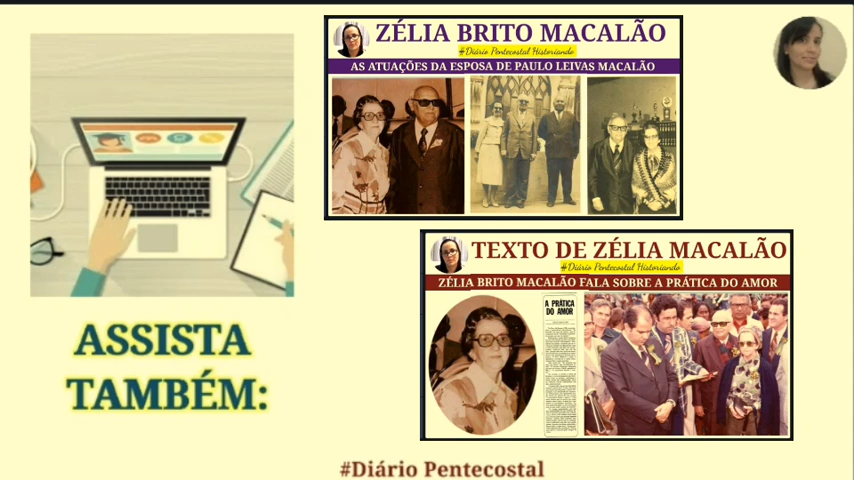 ZÉLIA BRITO MACALÃO
#Diário Pentecostal Historiando
AS ATUAÇÕES DA ESPOSA DE PAULO LEIVAS MACALÃO
TEXTO DE ZÉLIA MACALÃO
#Diário Pentecostal Historiando
ZÉLIA BRITO MACALÃO FALA SOBRE A PRÁTICA DO AMOR
A PRÁTICA
DO AMOR
ASSISTA
TAMBÉM:
#Diário Pentecostal